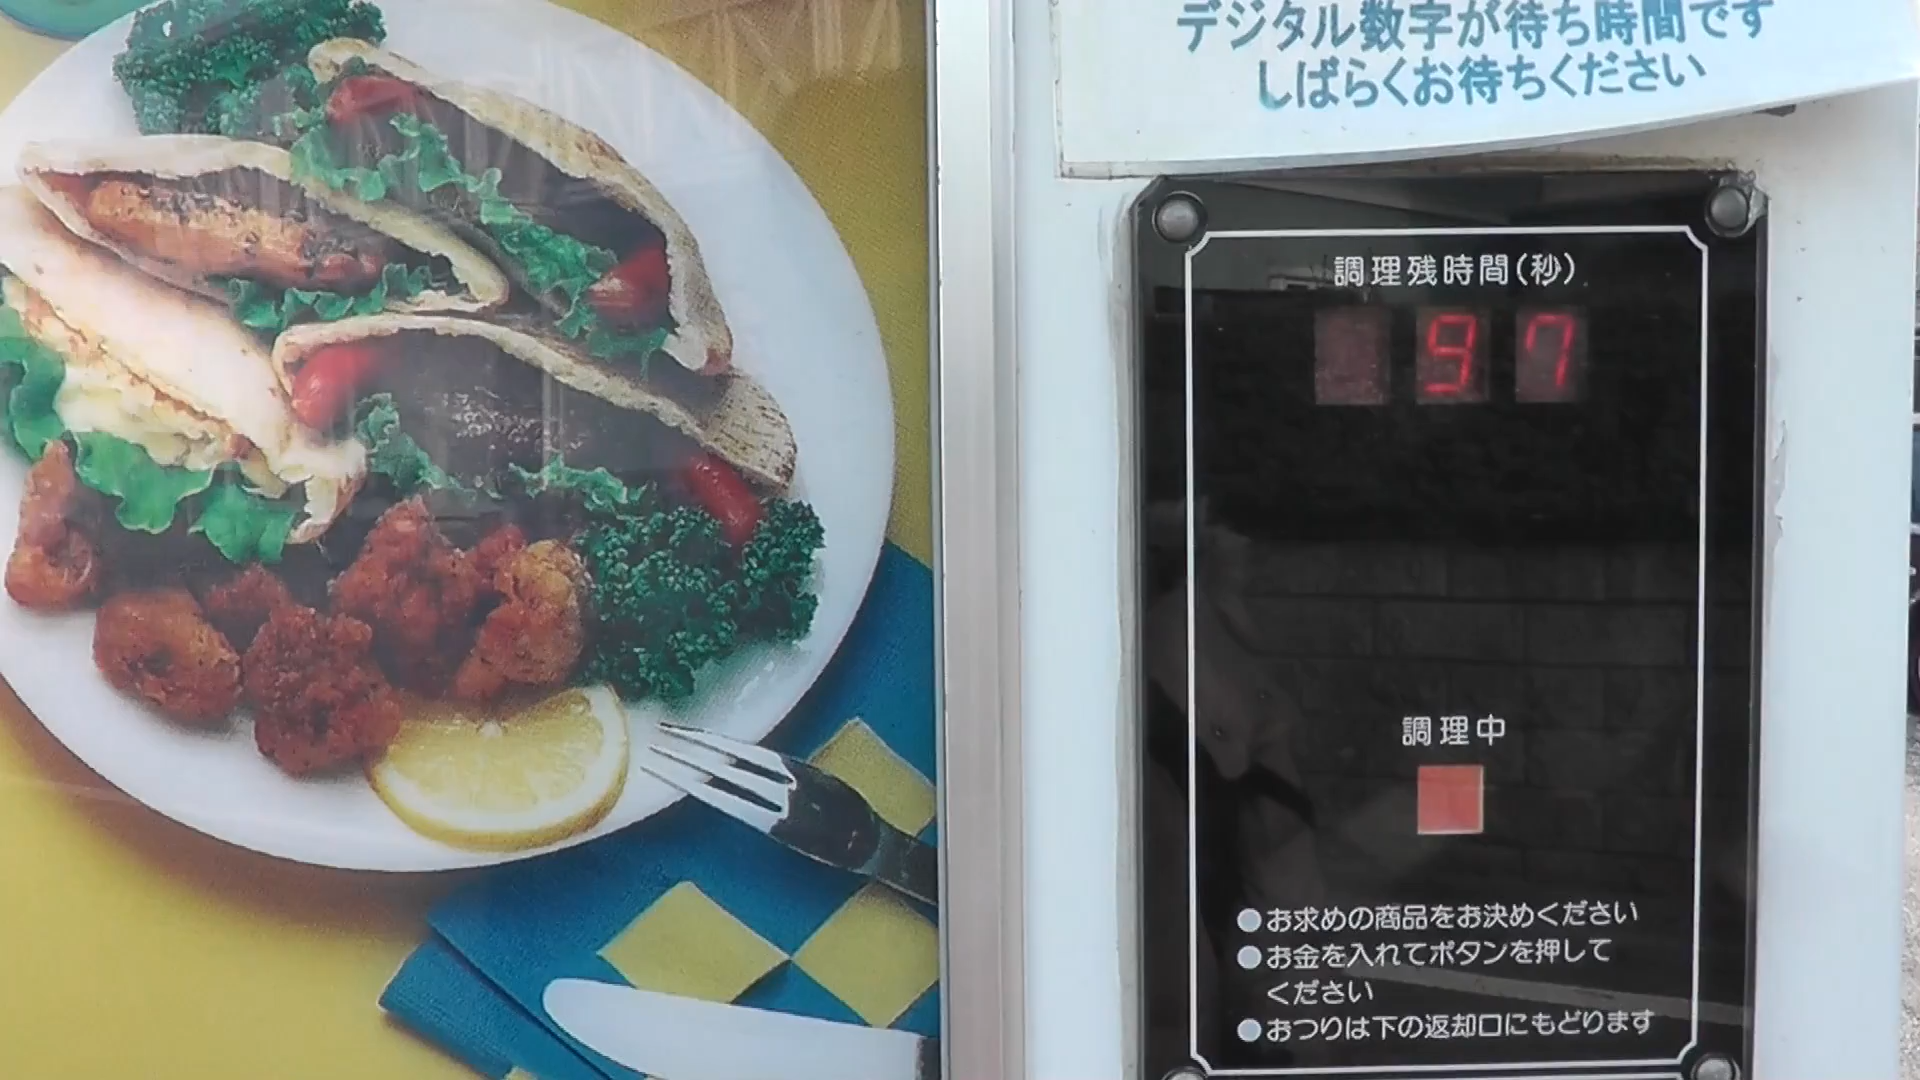 デジタル数字が待ち時間です
しばらくお待ちください
調理残時間(秒)
97
調理中
●お求めの商品をお決めください
●お金を入れてボタンを押して
ください
●おつりは下の返却口にもどります